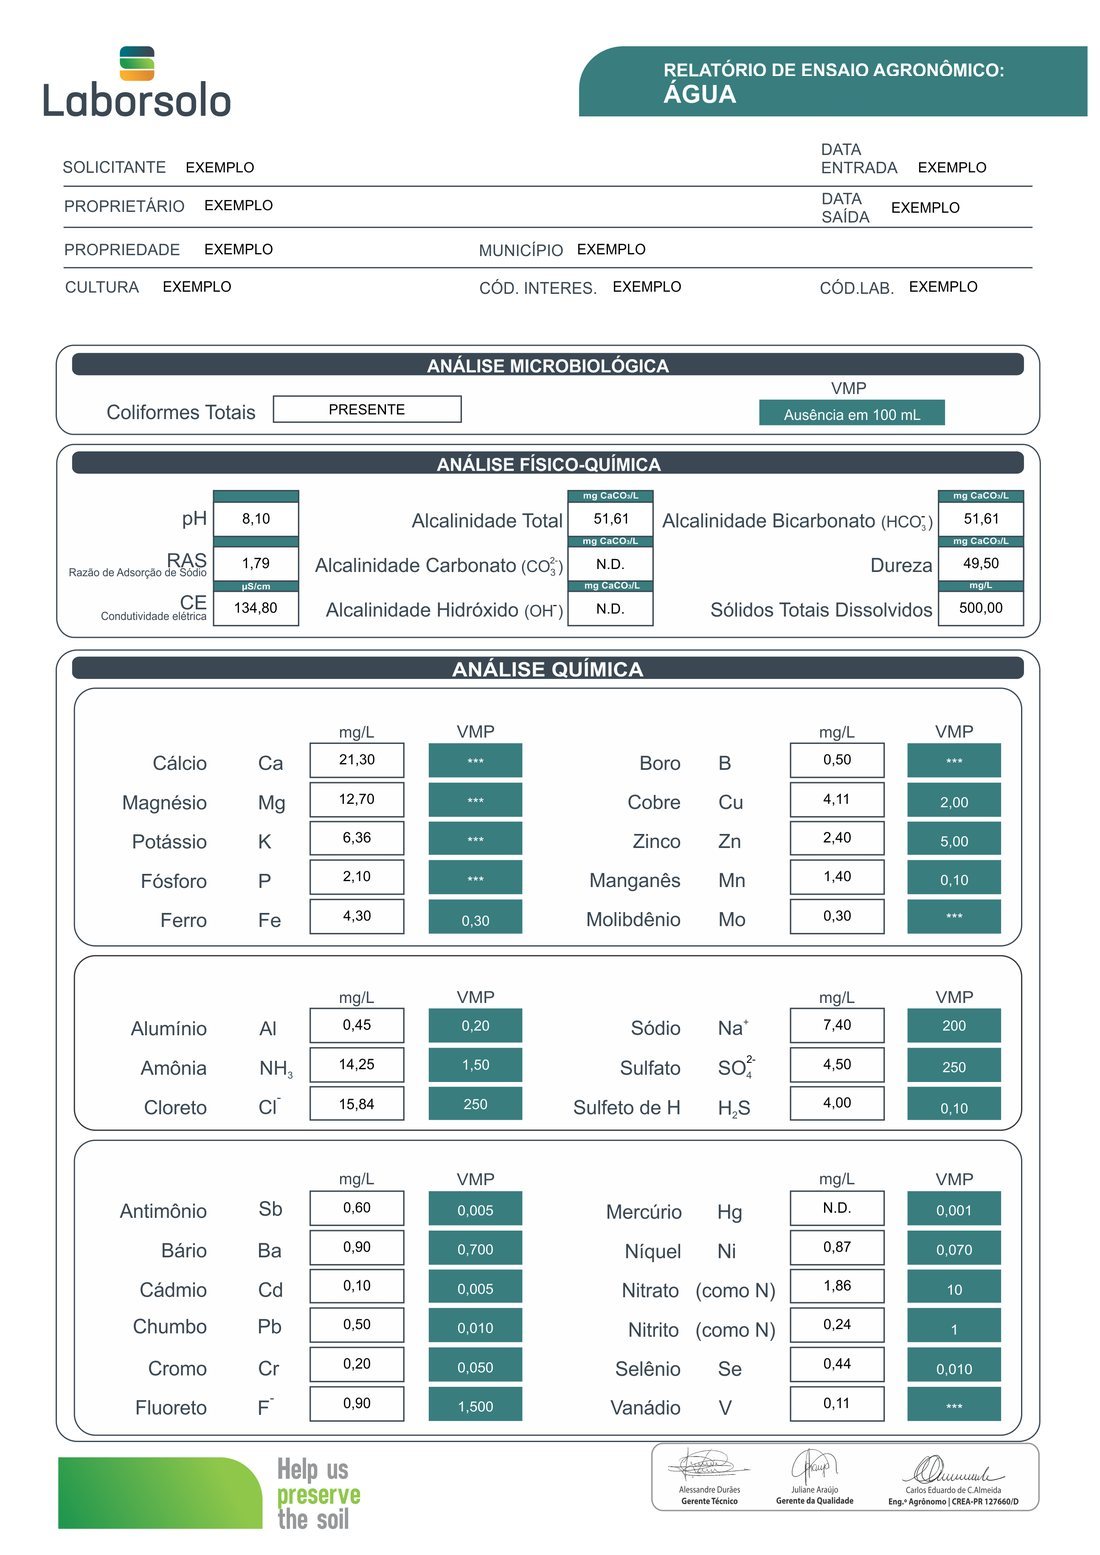 Laborsolo
RELATÓRIO DE ENSAIO AGRONÔMICO:
ÁGUA
SOLICITANTE EXEMPLO DATA ENTRADA EXEMPLO
PROPRIETÁRIO EXEMPLO DATA SAÍDA EXEMPLO
PROPRIEDADE EXEMPLO MUNICÍPIO EXEMPLO
CULTURA EXEMPLO CÓD. INTERES. EXEMPLO CÓD.LAB. EXEMPLO
ANÁLISE MICROBIOLÓGICA
VMP
Coliformes Totais PRESENTE Ausência em 100 mL
ANÁLISE FÍSICO-QUÍMICA
mg CaCO₃/L mg CaCO₃/L
pH 8,10 Alcalinidade Total 51,61 Alcalinidade Bicarbonato (HCO₃⁻) 51,61
mg CaCO₃/L mg CaCO₃/L
RAS 1,79 Alcalinidade Carbonato (CO₃²⁻) N.D. Dureza 49,50
Razão de Adsorção de Sódio
µS/cm mg CaCO₃/L mg/L
CE 134,80 Alcalinidade Hidróxido (OH⁻) N.D. Sólidos Totais Dissolvidos 500,00
Condutividade elétrica
ANÁLISE QUÍMICA
mg/L VMP mg/L VMP
Cálcio Ca 21,30 *** Boro B 0,50 ***
Magnésio Mg 12,70 *** Cobre Cu 4,11 2,00
Potássio K 6,36 *** Zinco Zn 2,40 5,00
Fósforo P 2,10 *** Manganês Mn 1,40 0,10
Ferro Fe 4,30 0,30 Molibdênio Mo 0,30 ***
mg/L VMP mg/L VMP
Alumínio Al 0,45 0,20 Sódio Na⁺ 7,40 200
Amônia NH₃ 14,25 1,50 Sulfato SO₄²⁻ 4,50 250
Cloreto Cl⁻ 15,84 250 Sulfeto de H H₂S 4,00 0,10
mg/L VMP mg/L VMP
Antimônio Sb 0,60 0,005 Mercúrio Hg N.D. 0,001
Bário Ba 0,90 0,700 Níquel Ni 0,87 0,070
Cádmio Cd 0,10 0,005 Nitrato (como N) 1,86 10
Chumbo Pb 0,50 0,010 Nitrito (como N) 0,24 1
Cromo Cr 0,20 0,050 Selênio Se 0,44 0,010
Fluoreto F⁻ 0,90 1,500 Vanádio V 0,11 ***
Help us
preserve
the soil
Alessandre Durães Juliane Araújo Carlos Eduardo de C.Almeida
Gerente Técnico Gerente da Qualidade Eng.º Agrônomo | CREA-PR 127660/D